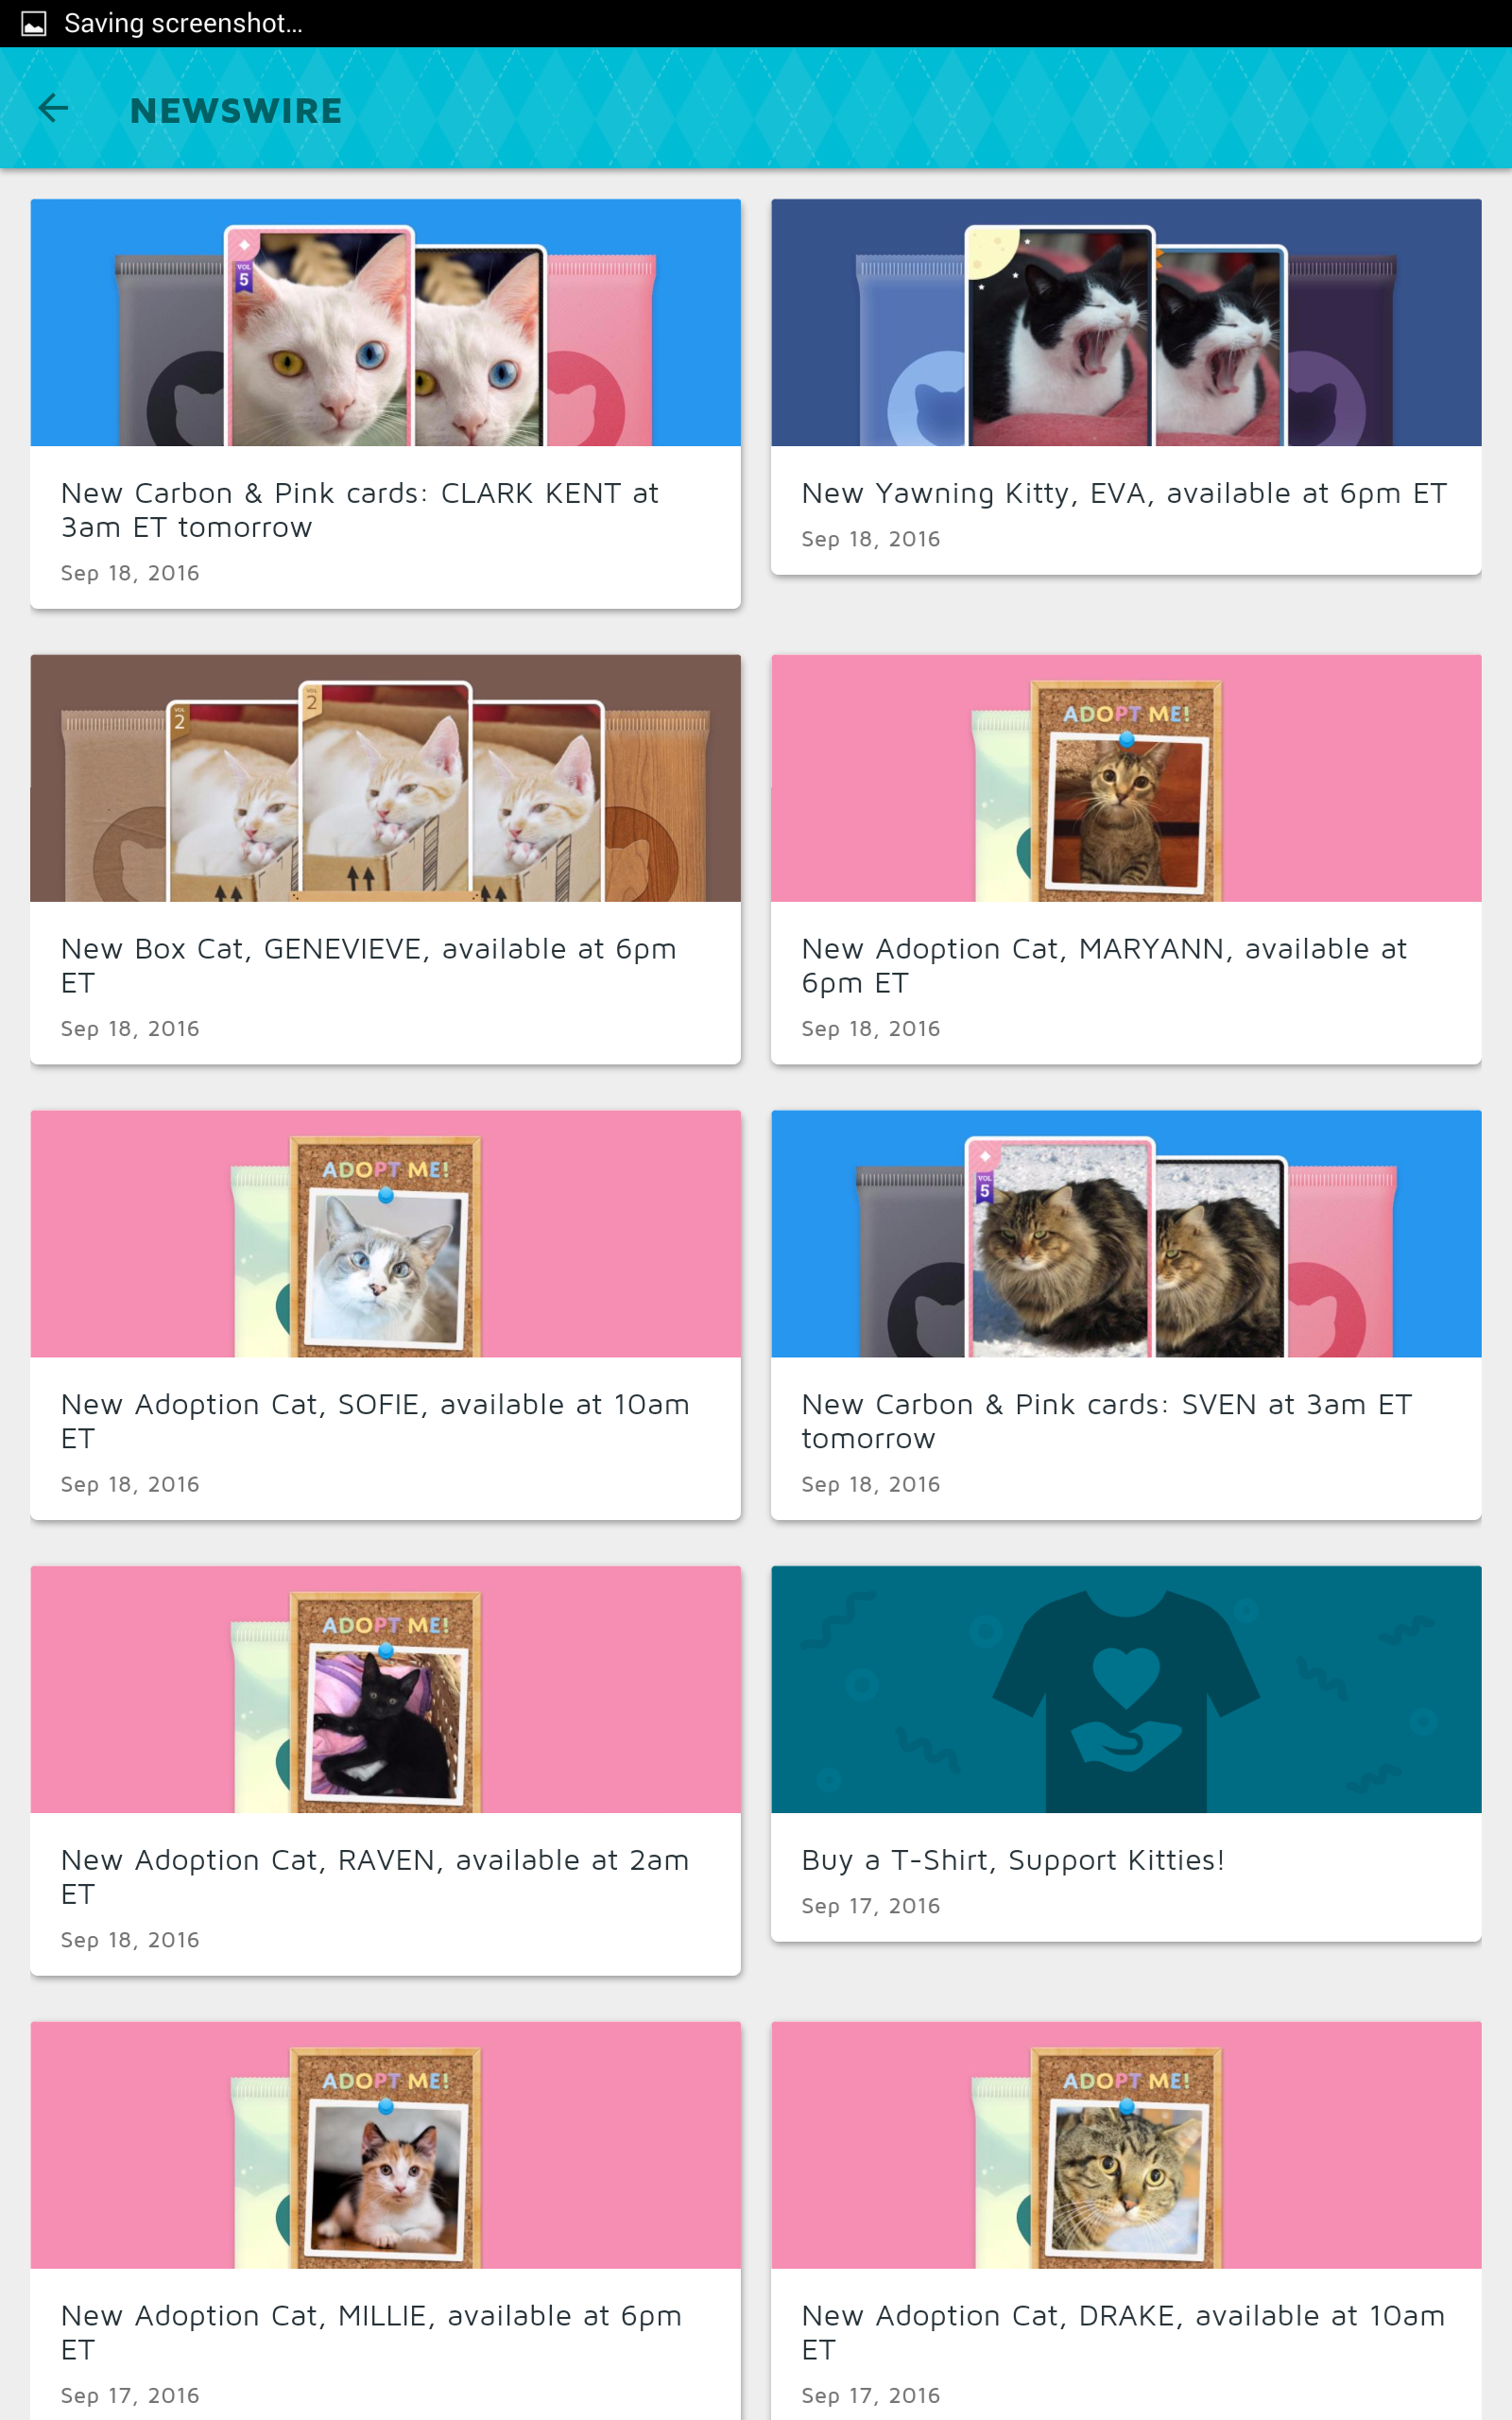 Saving screenshot...
NEWSWIRE
VOL
5
New Carbon & Pink cards: CLARK KENT at
3am ET tomorrow
Sep 18, 2016
New Yawning Kitty, EVA, available at 6pm ET
Sep 18, 2016
VOL
2
VOL
2
New Box Cat, GENEVIEVE, available at 6pm
ET
Sep 18, 2016
ADOPT ME!
New Adoption Cat, MARYANN, available at
6pm ET
Sep 18, 2016
ADOPT ME!
New Adoption Cat, SOFIE, available at 10am
ET
Sep 18, 2016
VOL
5
New Carbon & Pink cards: SVEN at 3am ET
tomorrow
Sep 18, 2016
ADOPT ME!
New Adoption Cat, RAVEN, available at 2am
ET
Sep 18, 2016
Buy a T-Shirt, Support Kitties!
Sep 17, 2016
ADOPT ME!
New Adoption Cat, MILLIE, available at 6pm
ET
Sep 17, 2016
ADOPT ME!
New Adoption Cat, DRAKE, available at 10am
ET
Sep 17, 2016